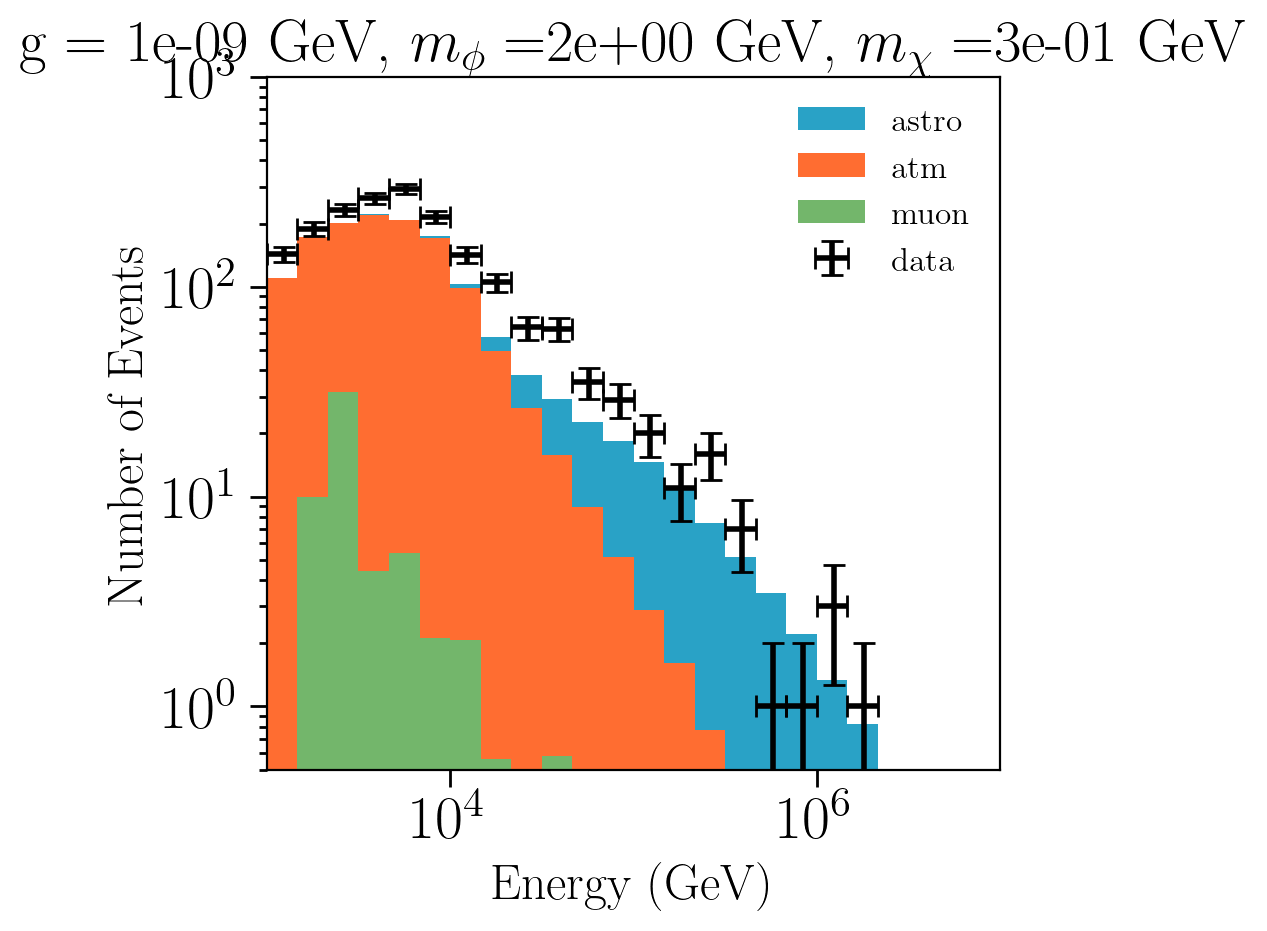 g = 1e-09 GeV, $m_\phi$ =2e+00 GeV, $m_\chi$ =3e-01 GeV
10³
astro
atm
muon
data
10²
10¹
10⁰
Number of Events
10⁴ 10⁶
Energy (GeV)